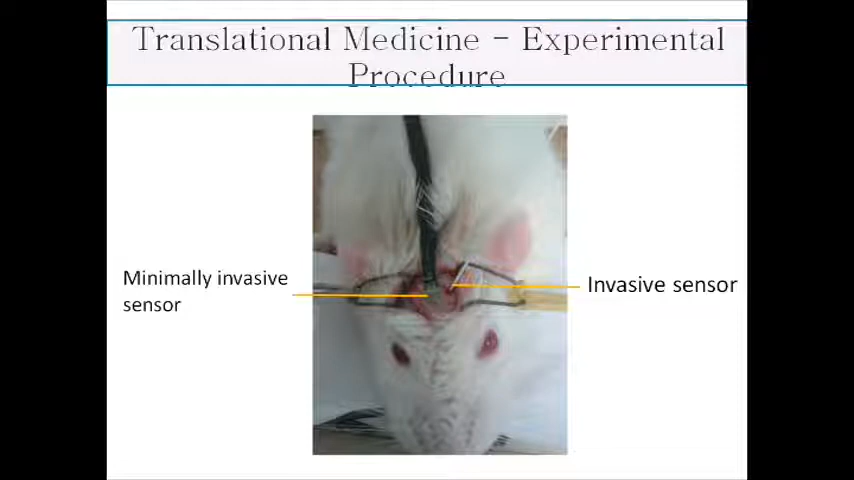 Translational Medicine - Experimental
Procedure
Minimally invasive
sensor
Invasive sensor